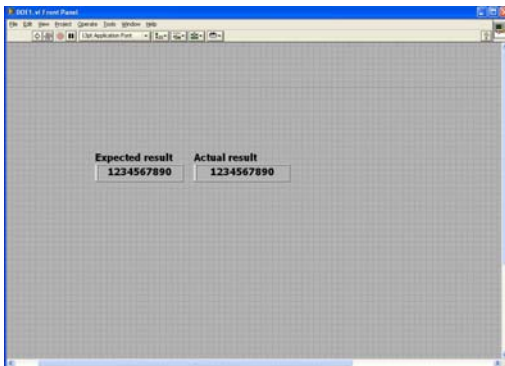 DOE1.vi Front Panel
File Edit View Project Operate Tools Window Help
13pt Application Font
Expected result Actual result
1234567890 1234567890